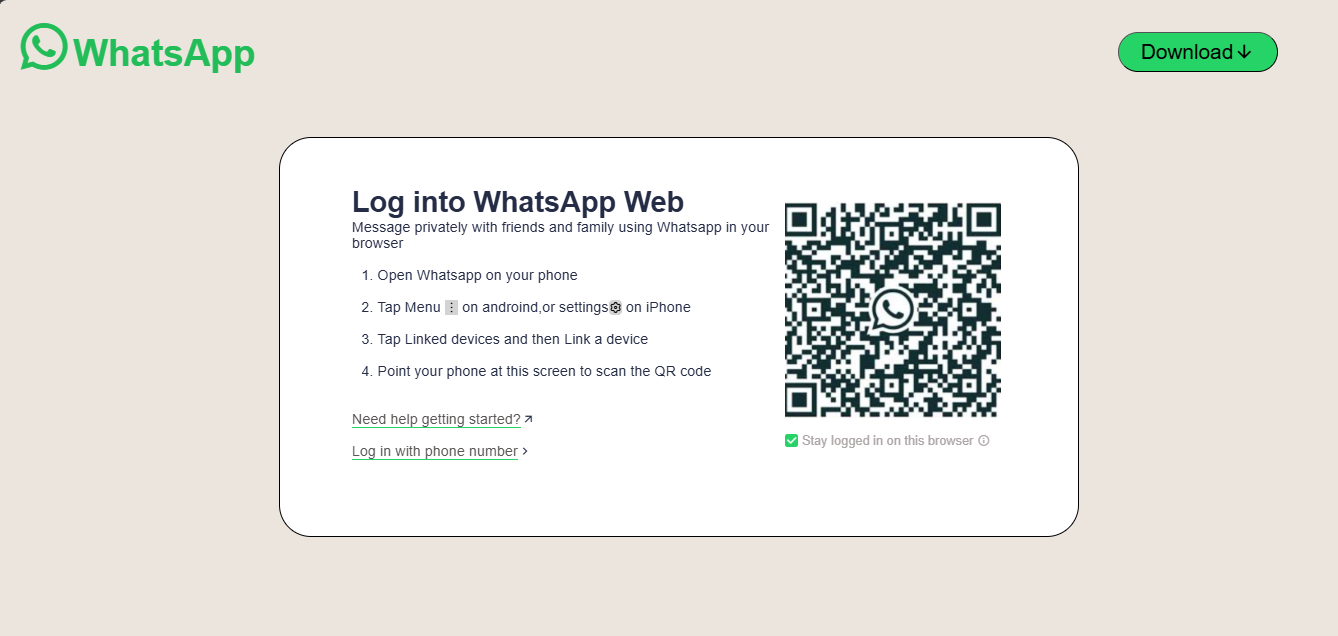 WhatsApp
Download
Log into WhatsApp Web
Message privately with friends and family using Whatsapp in your
browser
1. Open Whatsapp on your phone
2. Tap Menu on androind,or settings on iPhone
3. Tap Linked devices and then Link a device
4. Point your phone at this screen to scan the QR code
Need help getting started?
Log in with phone number
Stay logged in on this browser